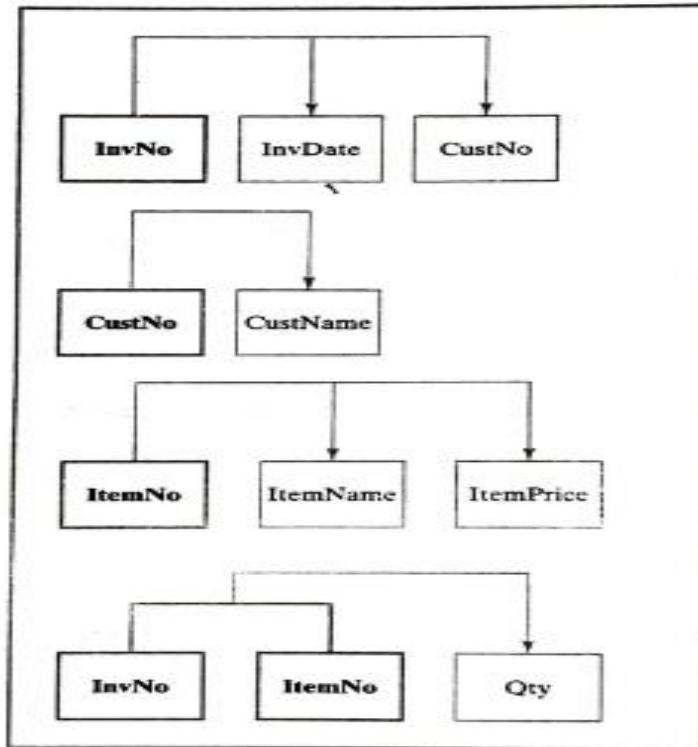 InvNo InvDate CustNo
CustNo CustName
ItemNo ItemName ItemPrice
InvNo ItemNo Qty